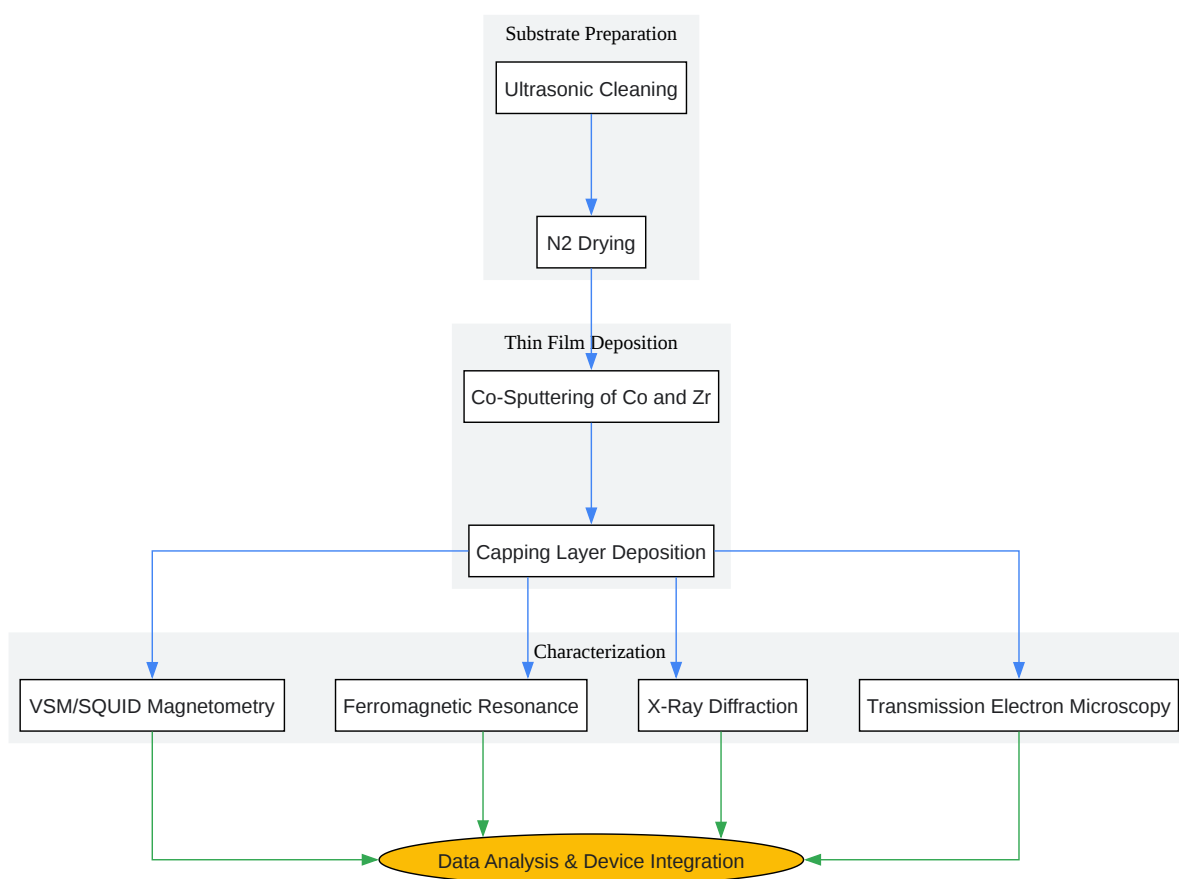 Substrate Preparation
Ultrasonic Cleaning
N2 Drying
Thin Film Deposition
Co-Sputtering of Co and Zr
Capping Layer Deposition
Characterization
VSM/SQUID Magnetometry
Ferromagnetic Resonance
X-Ray Diffraction
Transmission Electron Microscopy
Data Analysis & Device Integration